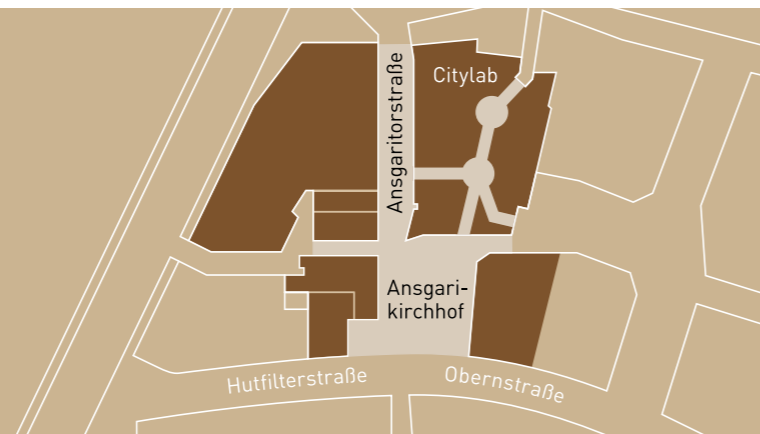 Citylab
Ansgaritorstraße
Ansgari-
kirchhof
Hutfilterstraße
Obernstraße